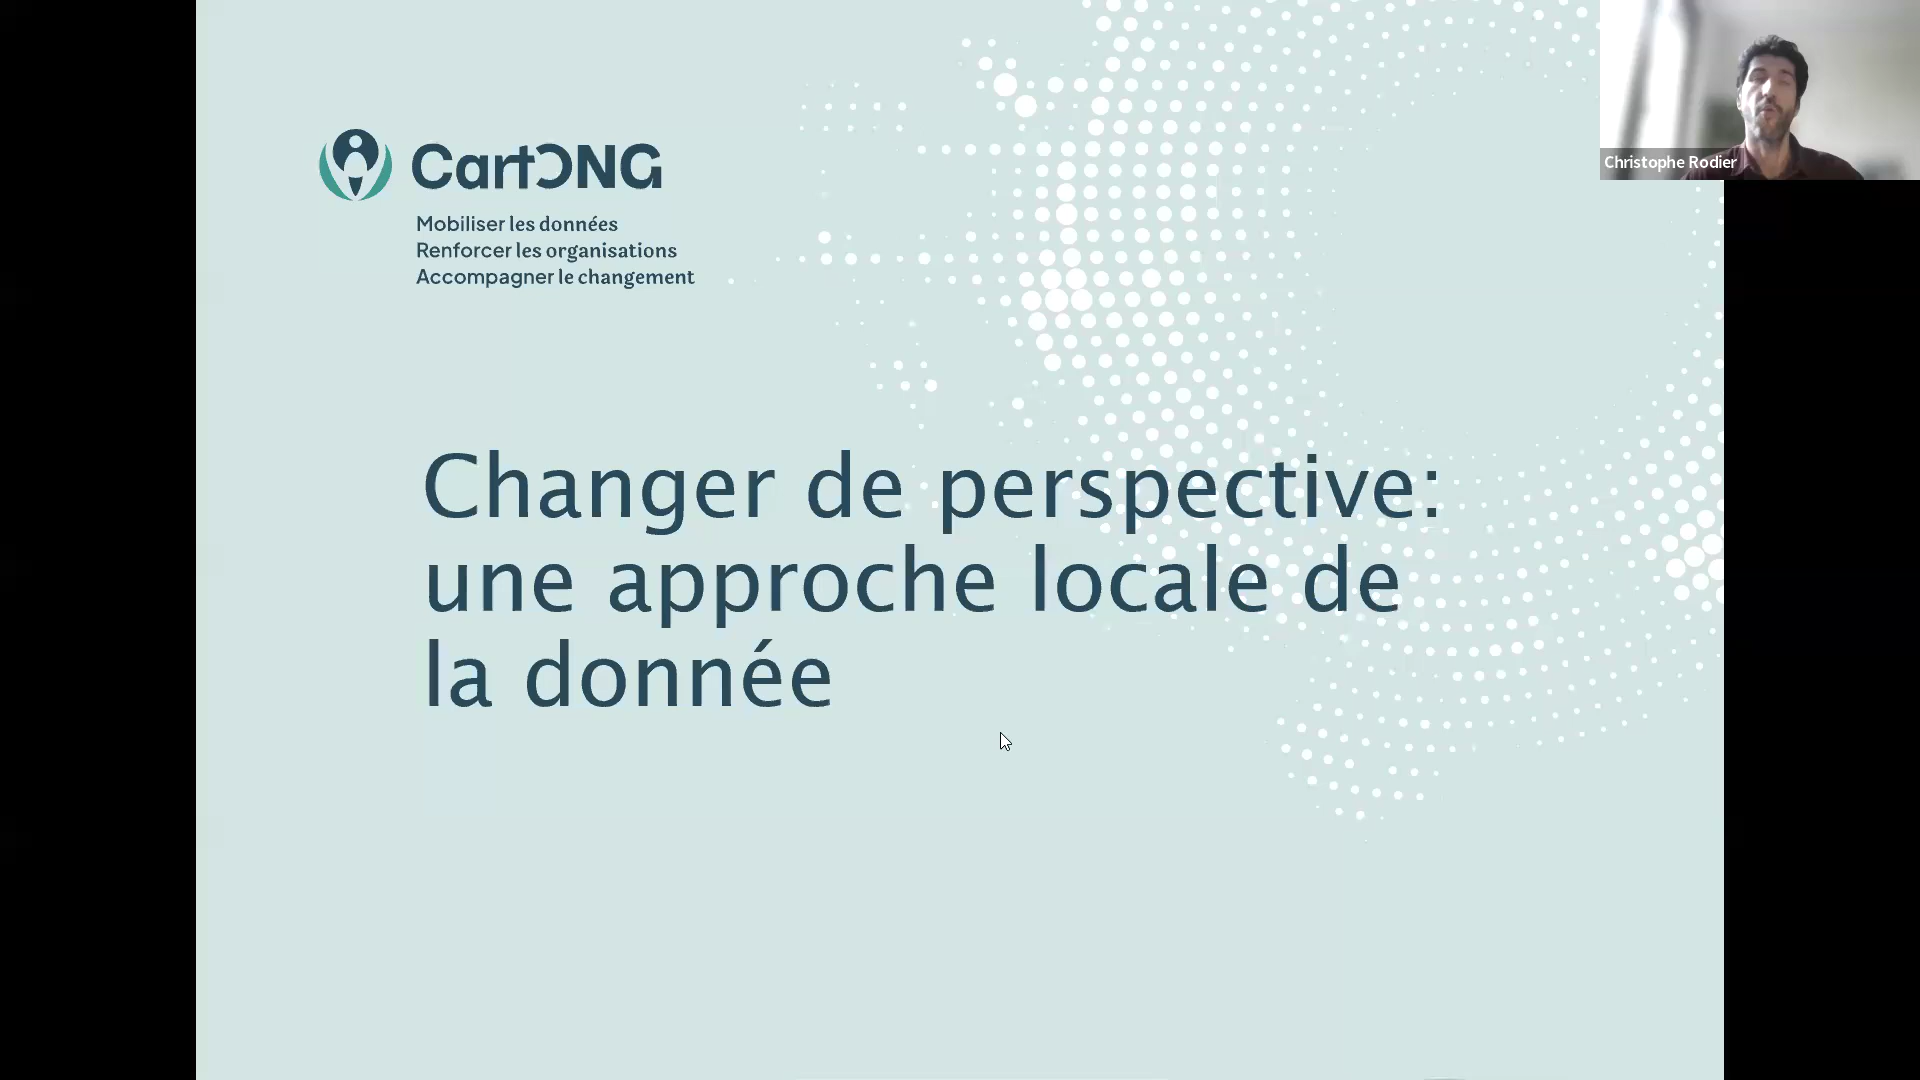 CartONG
Mobiliser les données
Renforcer les organisations
Accompagner le changement
Christophe Rodier
Changer de perspective:
une approche locale de
la donnée